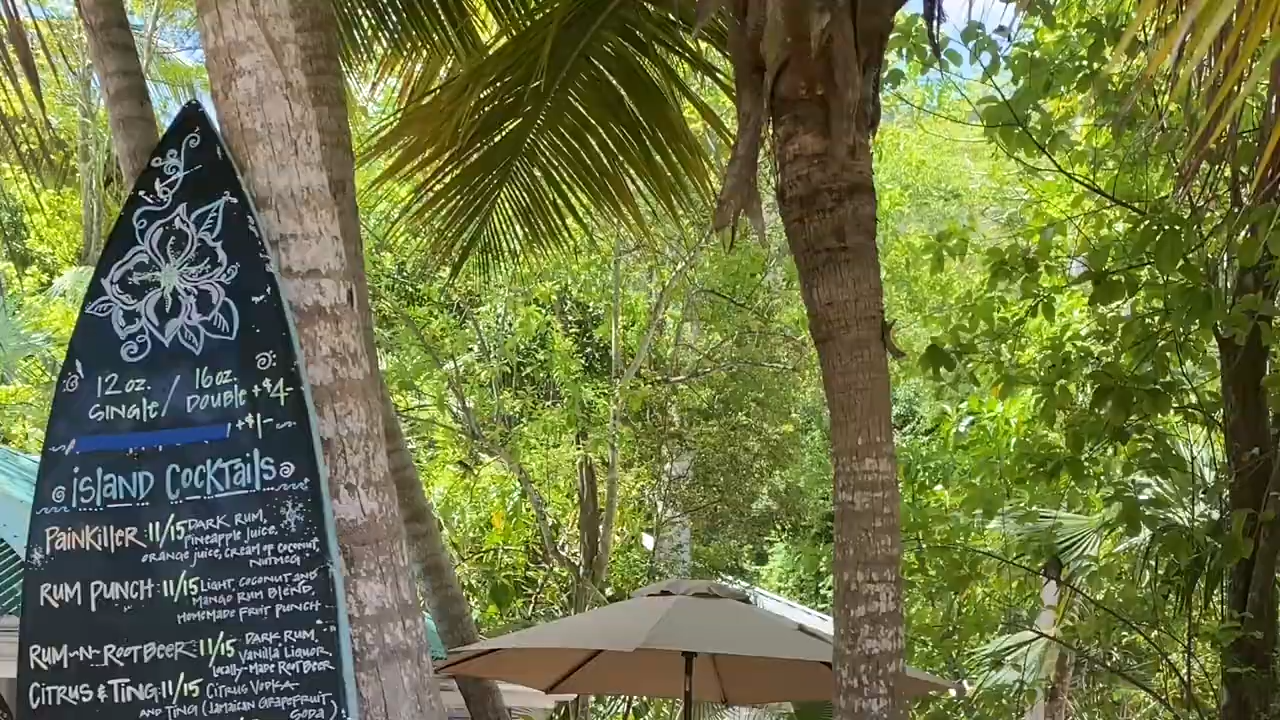 12 oz. / 16 oz.
SINGLE / DOUBLE +$4-
/ +$1/-
ISLAND COCKTAILS
PAINKILLER 11/15 DARK RUM,
PINEAPPLE JUICE,
ORANGE JUICE, CREAM OF COCONUT,
NUTMEG
RUM PUNCH 11/15 LIGHT COCONUT AND
MANGO RUM BLEND,
HOMEMADE FRUIT PUNCH
RUM-N-ROOTBEER 11/15 DARK RUM,
VANILLA LIQUOR,
LOCALLY-MADE ROOTBEER
CITRUS & TING 11/15 CITRUS VODKA
AND TING (JAMAICAN GRAPEFRUIT
SODA)